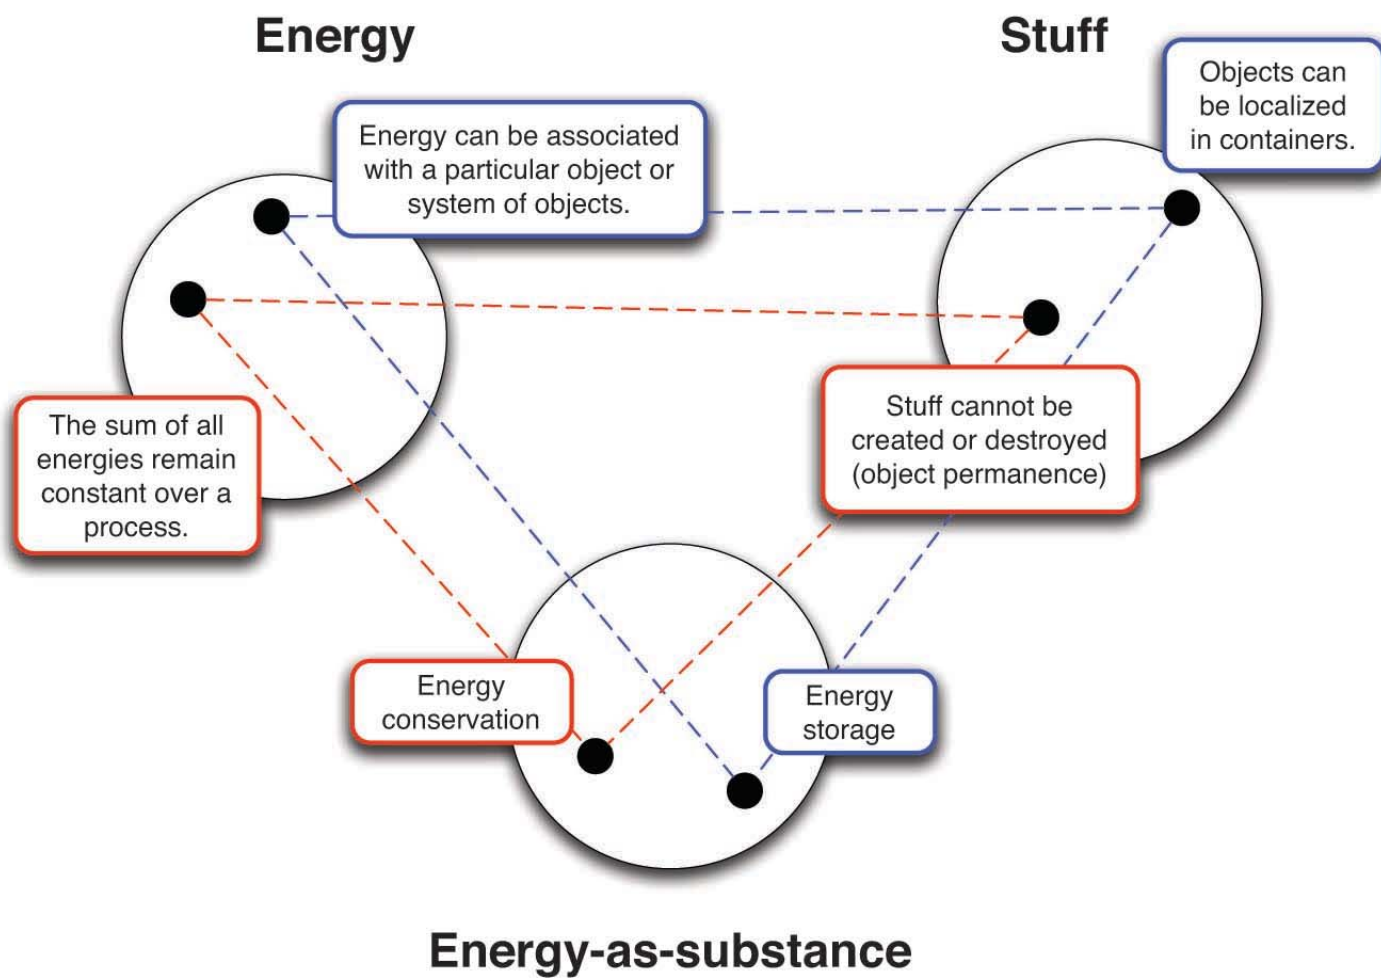 Energy
Stuff
Objects can
be localized
in containers.
Energy can be associated
with a particular object or
system of objects.
The sum of all
energies remain
constant over a
process.
Stuff cannot be
created or destroyed
(object permanence)
Energy
conservation
Energy
storage
Energy-as-substance